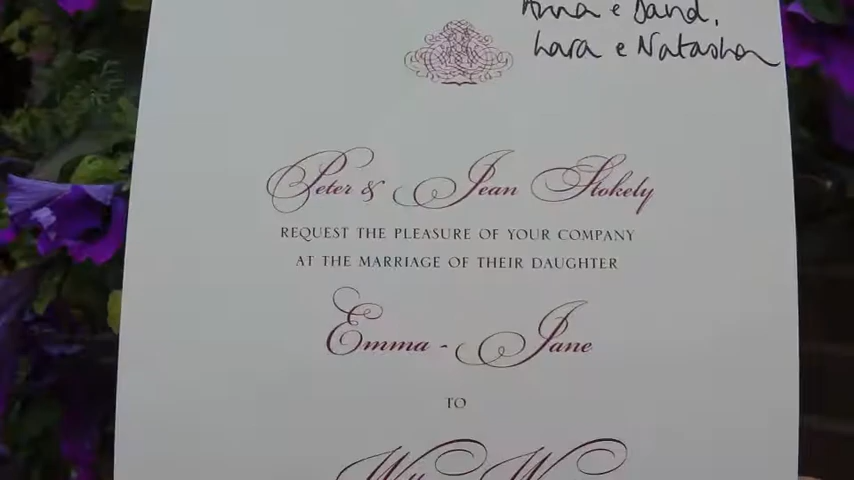 Anna e David,
Lara e Natasha
Peter & Jean Stokely
REQUEST THE PLEASURE OF YOUR COMPANY
AT THE MARRIAGE OF THEIR DAUGHTER
Emma - Jane
TO